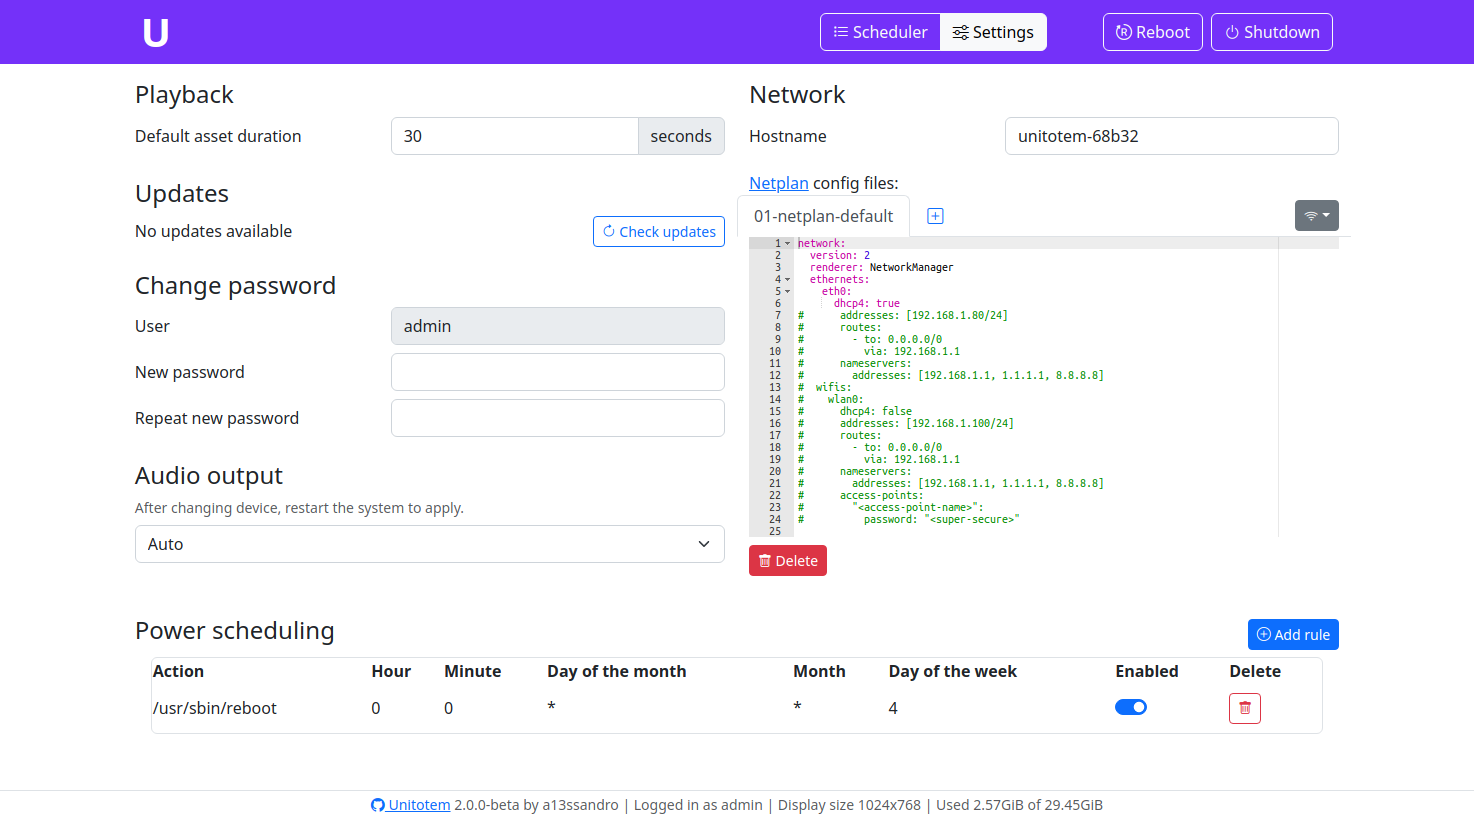 U
Scheduler
Settings
Reboot
Shutdown
Playback
Default asset duration
30
seconds
Updates
No updates available
Check updates
Change password
User
admin
New password
Repeat new password
Audio output
After changing device, restart the system to apply.
Auto
Network
Hostname
unitotem-68b32
Netplan config files:
01-netplan-default
1 network:
2   version: 2
3   renderer: NetworkManager
4   ethernets:
5     eth0:
6       dhcp4: true
7 #      addresses: [192.168.1.80/24]
8 #      routes:
9 #        - to: 0.0.0.0/0
10 #          via: 192.168.1.1
11 #      nameservers:
12 #        addresses: [192.168.1.1, 1.1.1.1, 8.8.8.8]
13 #  wifis:
14 #    wlan0:
15 #      dhcp4: false
16 #      addresses: [192.168.1.100/24]
17 #      routes:
18 #        - to: 0.0.0.0/0
19 #          via: 192.168.1.1
20 #      nameservers:
21 #        addresses: [192.168.1.1, 1.1.1.1, 8.8.8.8]
22 #      access-points:
23 #        "<access-point-name>":
24 #          password: "<super-secure>"
25
Delete
Power scheduling
Add rule
Action Hour Minute Day of the month Month Day of the week Enabled Delete
/usr/sbin/reboot 0 0 * * 4
Unitotem 2.0.0-beta by a13ssandro | Logged in as admin | Display size 1024x768 | Used 2.57GiB of 29.45GiB